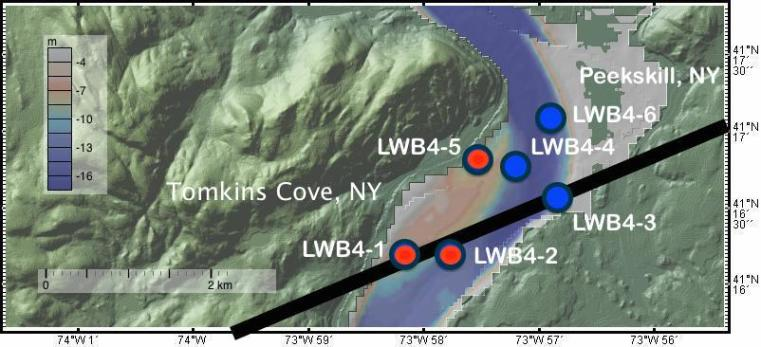 m
-4
-7
-10
-13
-16
41°N
17´
30´´
Peekskill, NY
LWB4-6
41°N
17´
LWB4-5
LWB4-4
Tomkins Cove, NY
41°N
16´
30´´
LWB4-3
LWB4-1
LWB4-2
0
2 km
41°N
16´
74°W 1´
74°W
73°W 59´
73°W 58´
73°W 57´
73°W 56´